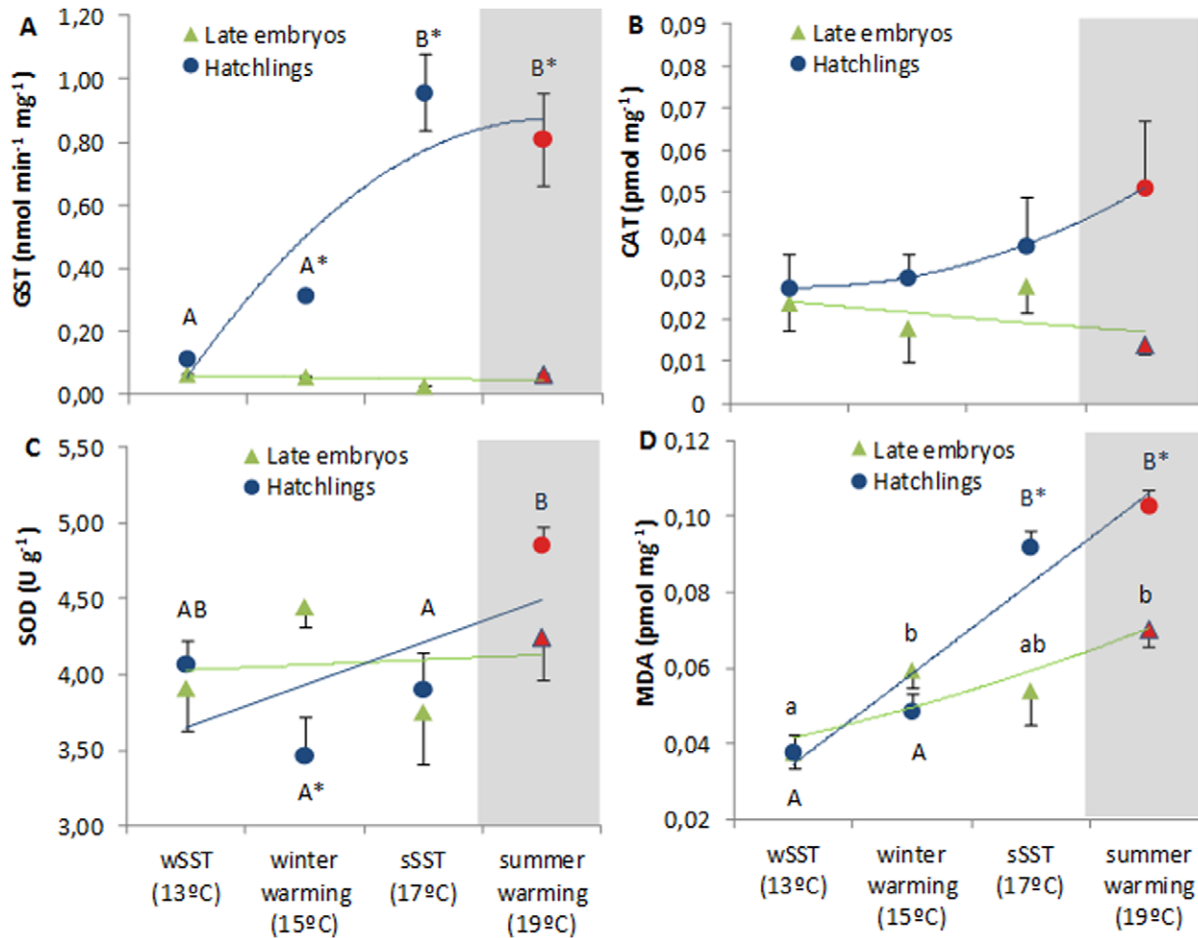 A
GST (nmol min-1 mg-1)
1,20
1,00
0,80
0,60
0,40
0,20
0,00
Late embryos
Hatchlings
A
A*
B*
B*
B
CAT (pmol mg-1)
0,09
0,08
0,07
0,06
0,05
0,04
0,03
0,02
0,01
0
Late embryos
Hatchlings
C
SOD (U g-1)
5,50
5,00
4,50
4,00
3,50
3,00
Late embryos
Hatchlings
AB
A*
A
B
wSST
(13ºC)
winter
warming
(15ºC)
sSST
(17ºC)
summer
warming
(19ºC)
D
MDA (pmol mg-1)
0,12
0,10
0,08
0,06
0,04
0,02
Late embryos
Hatchlings
a
A
b
A
B*
ab
B*
b
wSST
(13ºC)
winter
warming
(15ºC)
sSST
(17ºC)
summer
warming
(19ºC)